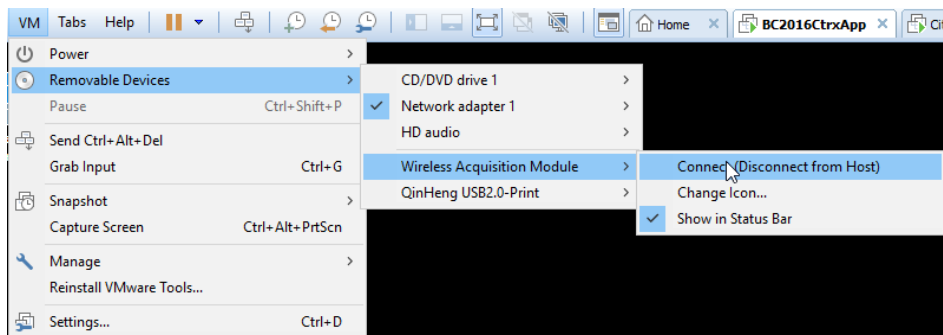 VM Tabs Help Home × BC2016CtrxApp × Ci
Power >
Removable Devices >
Pause Ctrl+Shift+P
Send Ctrl+Alt+Del
Grab Input Ctrl+G
Snapshot >
Capture Screen Ctrl+Alt+PrtScn
Manage >
Reinstall VMware Tools...
Settings... Ctrl+D
CD/DVD drive 1 >
Network adapter 1 >
HD audio >
Wireless Acquisition Module >
QinHeng USB2.0-Print >
Connect (Disconnect from Host)
Change Icon...
Show in Status Bar